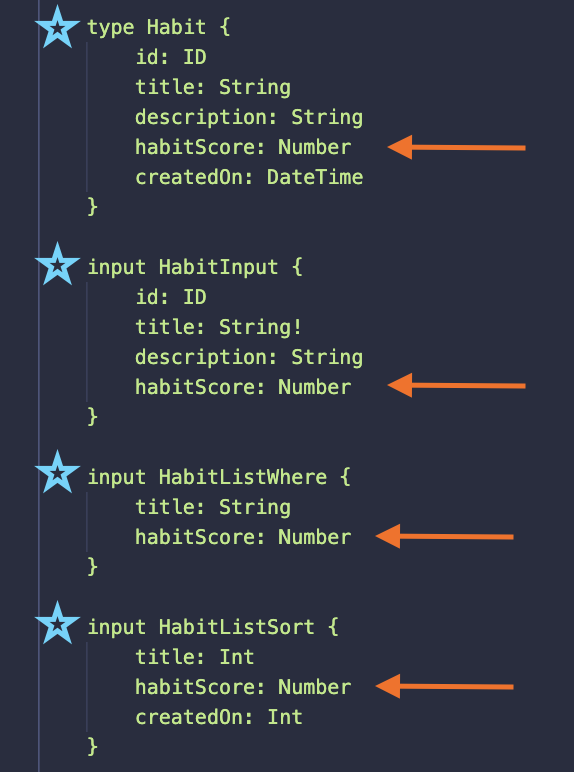 type Habit {
id: ID
title: String
description: String
habitScore: Number
createdOn: DateTime
}
input HabitInput {
id: ID
title: String!
description: String
habitScore: Number
}
input HabitListWhere {
title: String
habitScore: Number
}
input HabitListSort {
title: Int
habitScore: Number
createdOn: Int
}